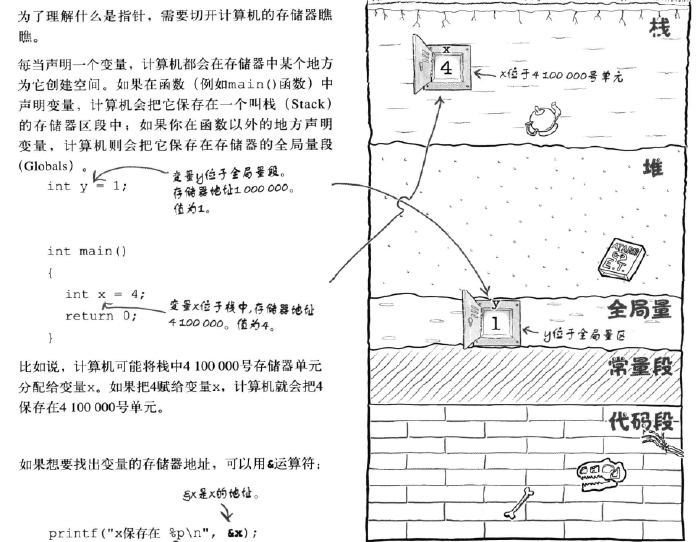 为了理解什么是指针，需要切开计算机的存储器瞧
瞧。
每当声明一个变量，计算机都会在存储器中某个地方
为它创建空间。如果在函数（例如main()函数）中
声明变量，计算机会把它保存在一个叫栈（Stack）
的存储器区段中；如果你在函数以外的地方声明
变量，计算机则会把它保存在存储器的全局量段
(Globals) 。
int y = 1;
变量y位于全局量段。
存储器地址1 000 000。
值为1。
int main()
{
int x = 4;
return 0;
}
变量x位于栈中,存储器地址
4 100 000。值为4。
比如说，计算机可能将栈中4 100 000号存储器单元
分配给变量x。如果把4赋给变量x，计算机就会把4
保存在4 100 000号单元。
如果想要找出变量的存储器地址，可以用&运算符：
&x是x的地址。
printf("x保存在 %p\n", &x);
栈
x
4
x位于4 100 000号单元
堆
ATARI
E.T.
全局量
y
1
y位于全局量区
常量段
代码段